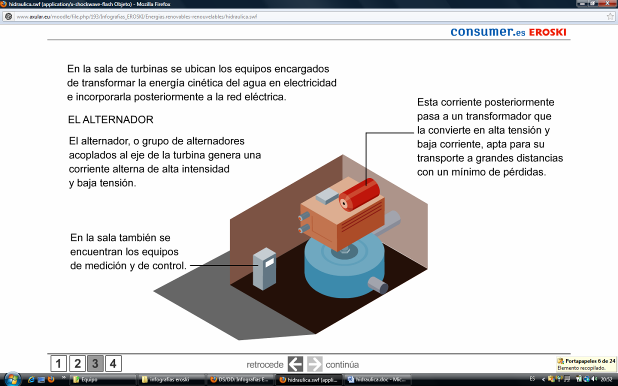 hidraulica.swf (application/x-shockwave-flash Objeto) - Mozilla Firefox
www.axular.eu/moodle/file.php/193/Infografias_EROSKI/Energias-renovables-renouvelables/hidraulica.swf
consumer.es EROSKI
En la sala de turbinas se ubican los equipos encargados
de transformar la energía cinética del agua en electricidad
e incorporarla posteriormente a la red eléctrica.
EL ALTERNADOR
El alternador, o grupo de alternadores
acoplados al eje de la turbina genera una
corriente alterna de alta intensidad
y baja tensión.
Esta corriente posteriormente
pasa a un transformador que
la convierte en alta tensión y
baja corriente, apta para su
transporte a grandes distancias
con un mínimo de pérdidas.
En la sala también se
encuentran los equipos
de medición y de control.
1 2 3 4
retrocede continúa
Portapapeles 6 de 24
Elemento recopilado.
Equipo
infografias eroski
DS/DD: Infografias E...
hidraulica.swf (applic...
hidraulica.doc - Mic...
ES
20:52